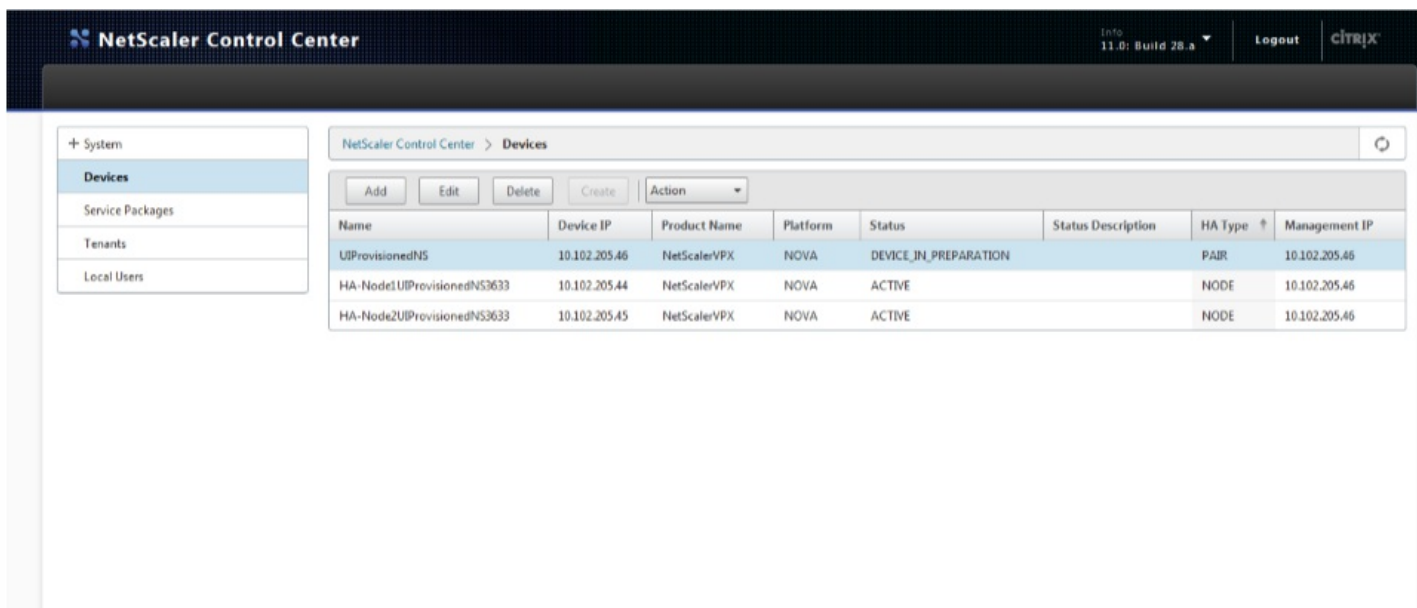 NetScaler Control Center
Info
11.0: Build 28.a
Logout
CİTRIX
+ System
Devices
Service Packages
Tenants
Local Users
NetScaler Control Center > Devices
Add Edit Delete Create Action
Name Device IP Product Name Platform Status Status Description HA Type Management IP
UIProvisionedNS 10.102.205.46 NetScalerVPX NOVA DEVICE_IN_PREPARATION PAIR 10.102.205.46
HA-Node1UIProvisionedNS3633 10.102.205.44 NetScalerVPX NOVA ACTIVE NODE 10.102.205.46
HA-Node2UIProvisionedNS3633 10.102.205.45 NetScalerVPX NOVA ACTIVE NODE 10.102.205.46